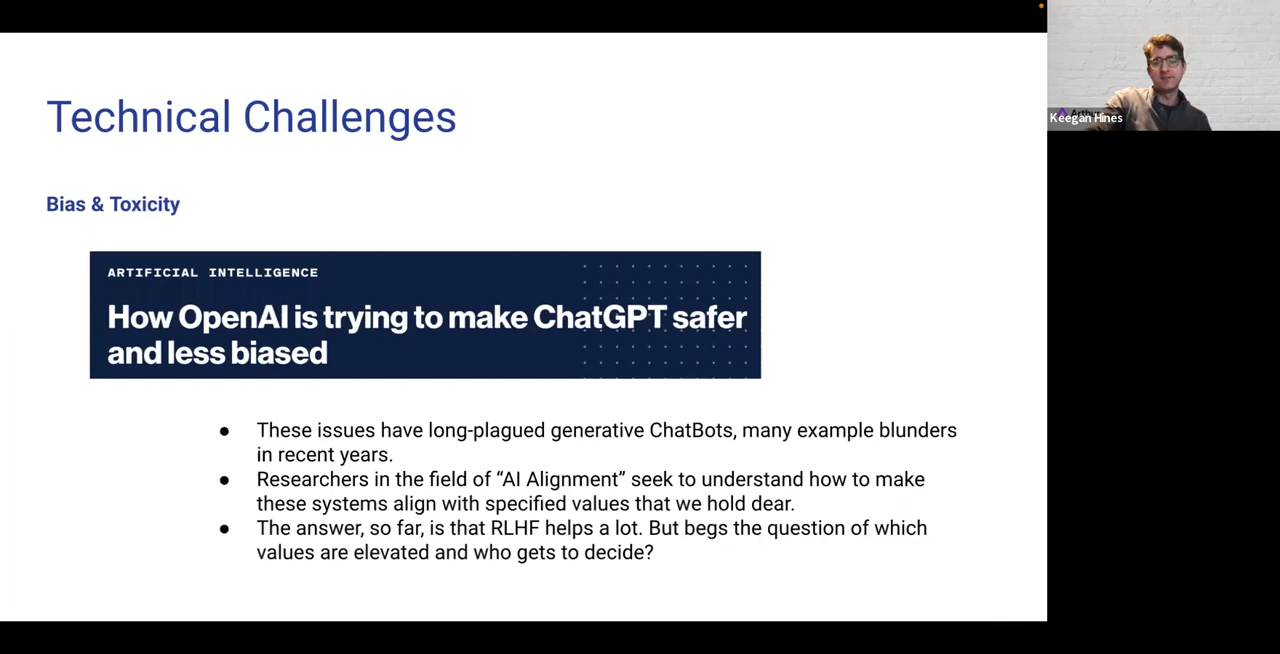 Technical Challenges
Bias & Toxicity
ARTIFICIAL INTELLIGENCE
How OpenAI is trying to make ChatGPT safer
and less biased
● These issues have long-plagued generative ChatBots, many example blunders
in recent years.
● Researchers in the field of “AI Alignment” seek to understand how to make
these systems align with specified values that we hold dear.
● The answer, so far, is that RLHF helps a lot. But begs the question of which
values are elevated and who gets to decide?
Keegan Hines